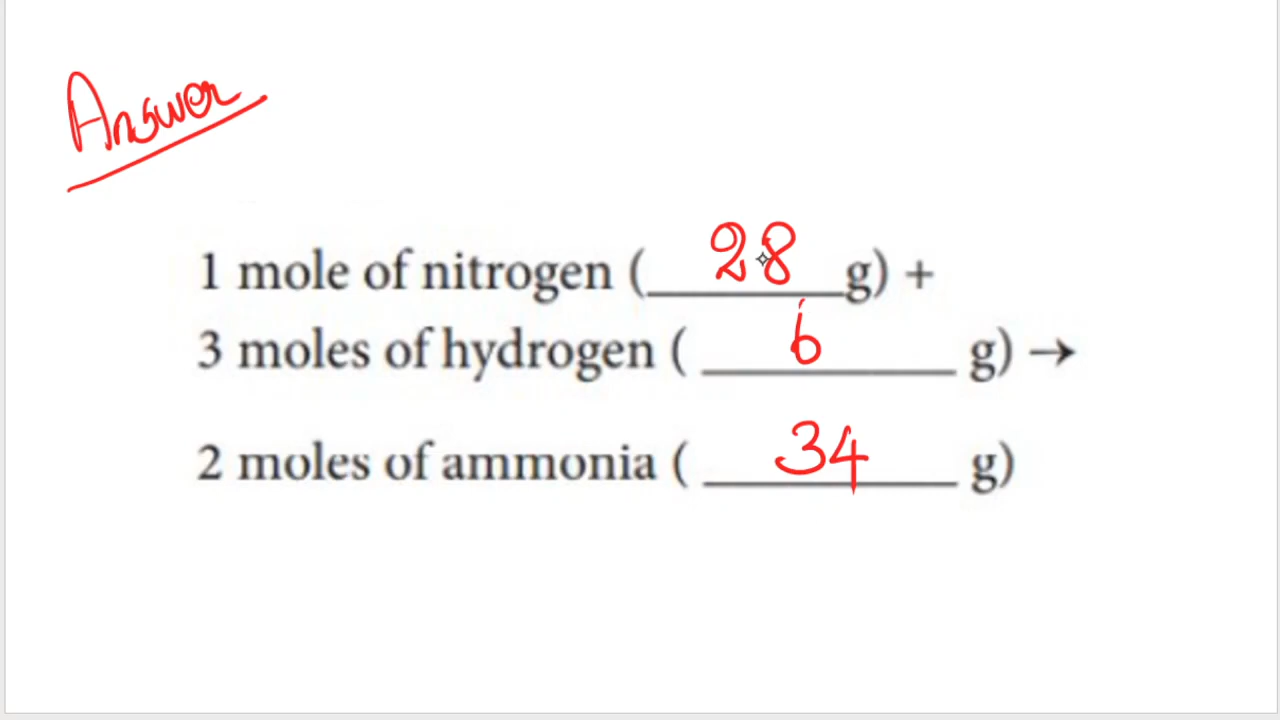 Answer
1 mole of nitrogen ( 28 g) +
3 moles of hydrogen ( 6 g) →
2 moles of ammonia ( 34 g)